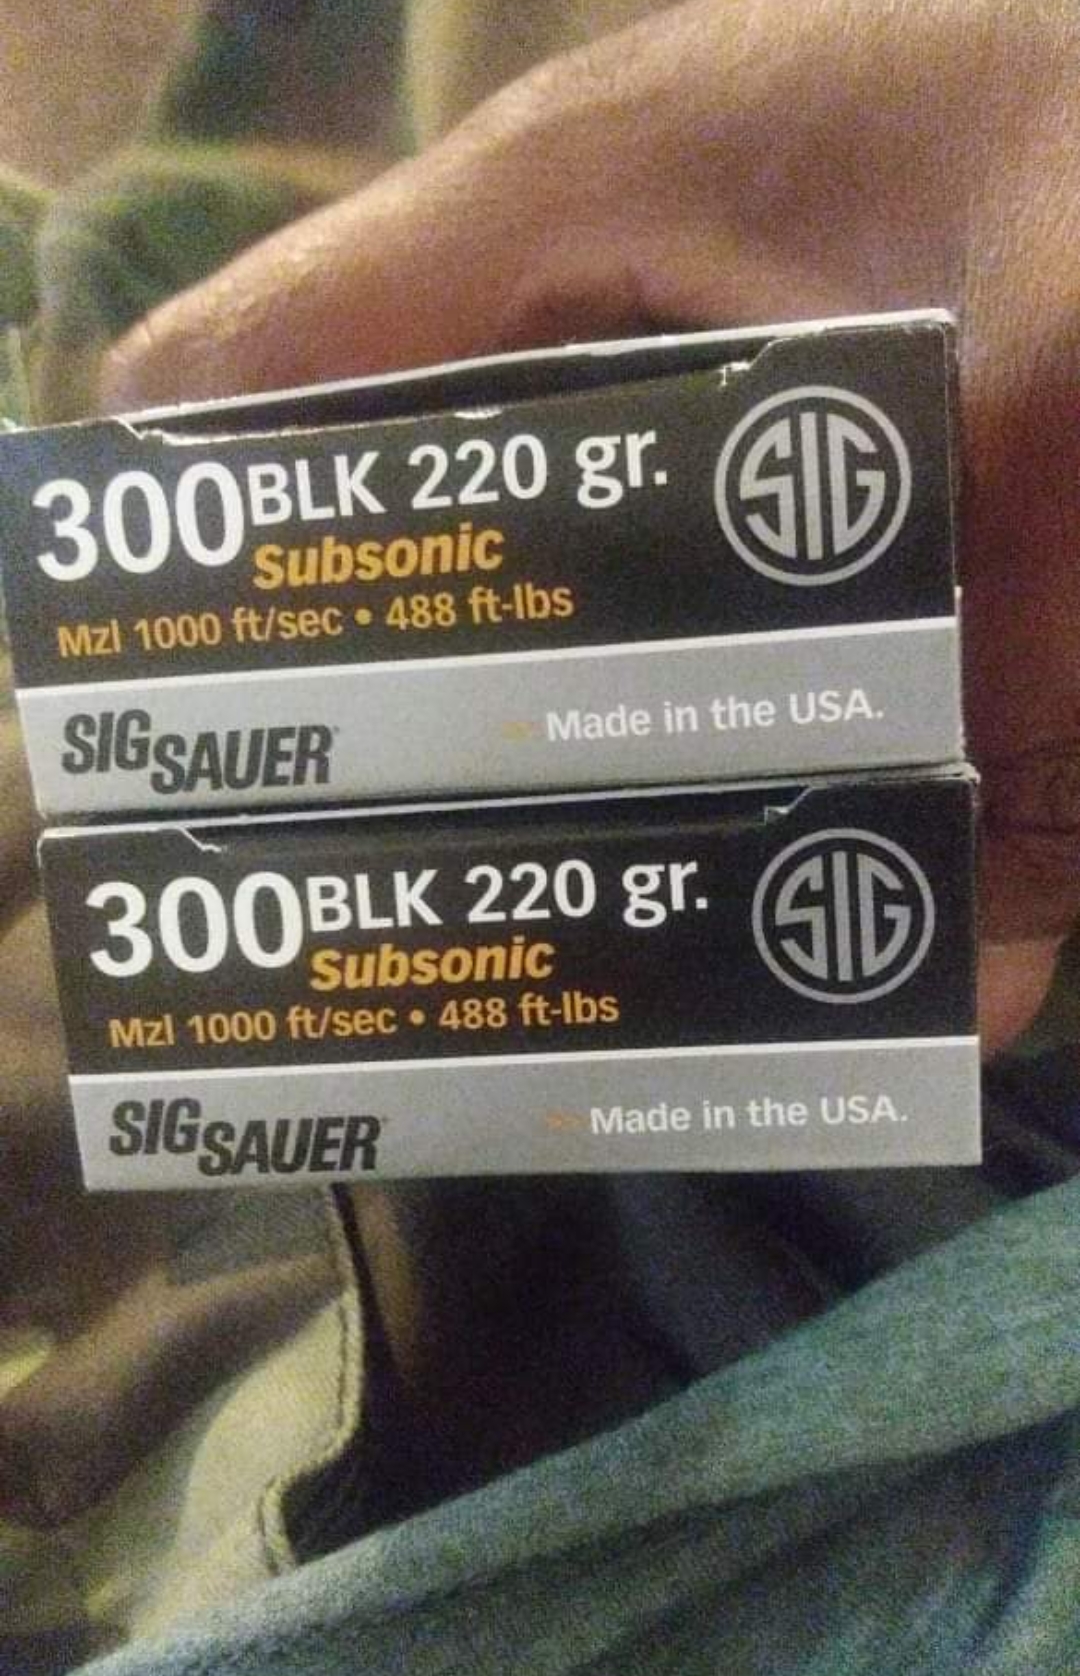 300BLK 220 gr.
Subsonic
Mzl 1000 ft/sec • 488 ft-lbs
SIG
SIGSAUER
Made in the USA.
300BLK 220 gr.
Subsonic
Mzl 1000 ft/sec • 488 ft-lbs
SIG
SIGSAUER
Made in the USA.